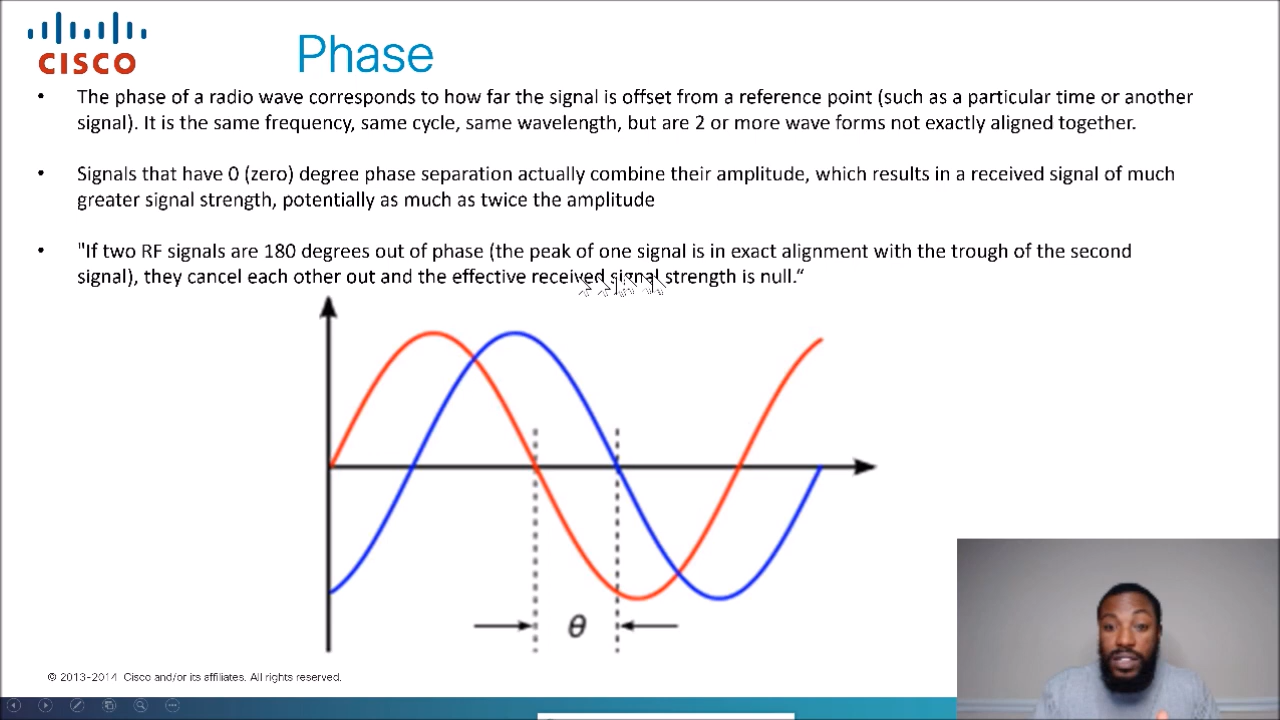 CISCO
Phase
• The phase of a radio wave corresponds to how far the signal is offset from a reference point (such as a particular time or another
signal). It is the same frequency, same cycle, same wavelength, but are 2 or more wave forms not exactly aligned together.
• Signals that have 0 (zero) degree phase separation actually combine their amplitude, which results in a received signal of much
greater signal strength, potentially as much as twice the amplitude
• "If two RF signals are 180 degrees out of phase (the peak of one signal is in exact alignment with the trough of the second
signal), they cancel each other out and the effective received signal strength is null.“
θ
© 2013-2014 Cisco and/or its affiliates. All rights reserved.